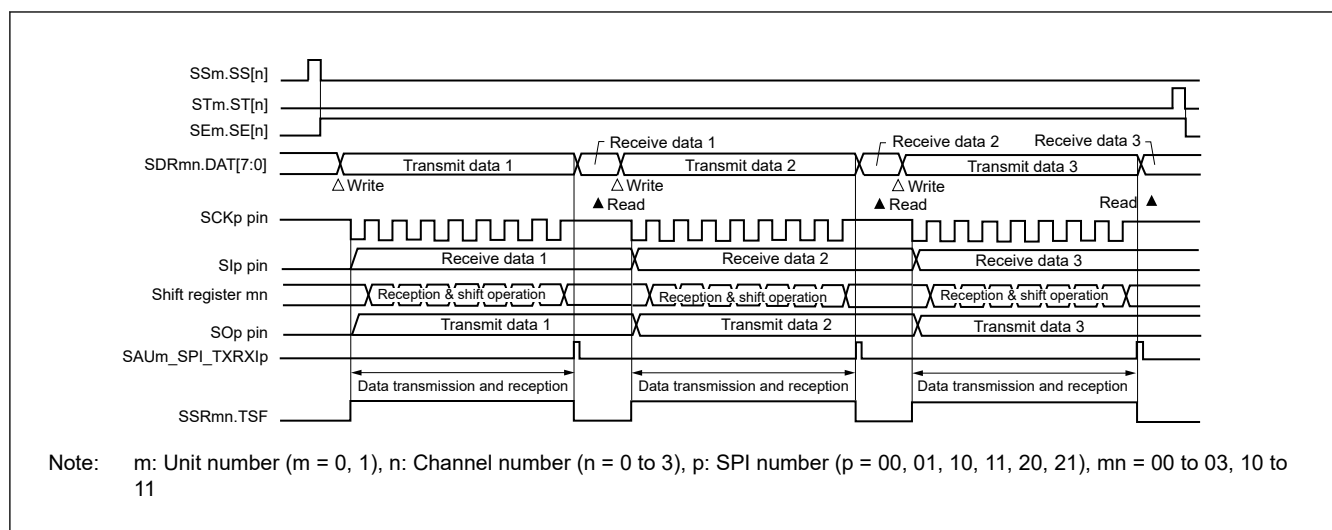 SSm.SS[n]
STm.ST[n]
SEm.SE[n]
Receive data 1
Receive data 2
Receive data 3
SDRmn.DAT[7:0]
Transmit data 1
Transmit data 2
Transmit data 3
△Write
△Write
△Write
▲Read
▲Read
Read ▲
SCKp pin
SIp pin
Receive data 1
Receive data 2
Receive data 3
Shift register mn
Reception & shift operation
Reception & shift operation
Reception & shift operation
SOp pin
Transmit data 1
Transmit data 2
Transmit data 3
SAUm_SPI_TXRXIp
Data transmission and reception
Data transmission and reception
Data transmission and reception
SSRmn.TSF
Note: m: Unit number (m = 0, 1), n: Channel number (n = 0 to 3), p: SPI number (p = 00, 01, 10, 11, 20, 21), mn = 00 to 03, 10 to
11